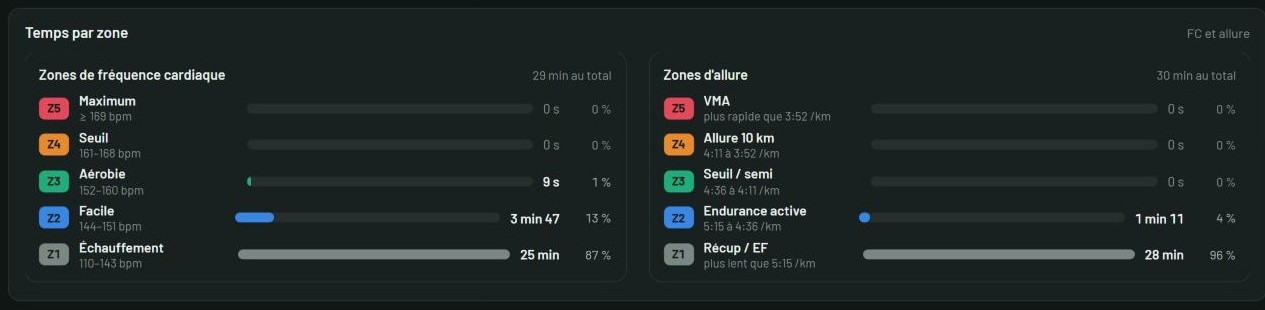 Temps par zone
FC et allure
Zones de fréquence cardiaque
29 min au total
Z5 Maximum 0 s 0 %
≥ 169 bpm
Z4 Seuil 0 s 0 %
161–168 bpm
Z3 Aérobie 9 s 1 %
152–160 bpm
Z2 Facile 3 min 47 13 %
144–151 bpm
Z1 Échauffement 25 min 87 %
110–143 bpm
Zones d'allure
30 min au total
Z5 VMA 0 s 0 %
plus rapide que 3:52 /km
Z4 Allure 10 km 0 s 0 %
4:11 à 3:52 /km
Z3 Seuil / semi 0 s 0 %
4:36 à 4:11 /km
Z2 Endurance active 1 min 11 4 %
5:15 à 4:36 /km
Z1 Récup / EF 28 min 96 %
plus lent que 5:15 /km